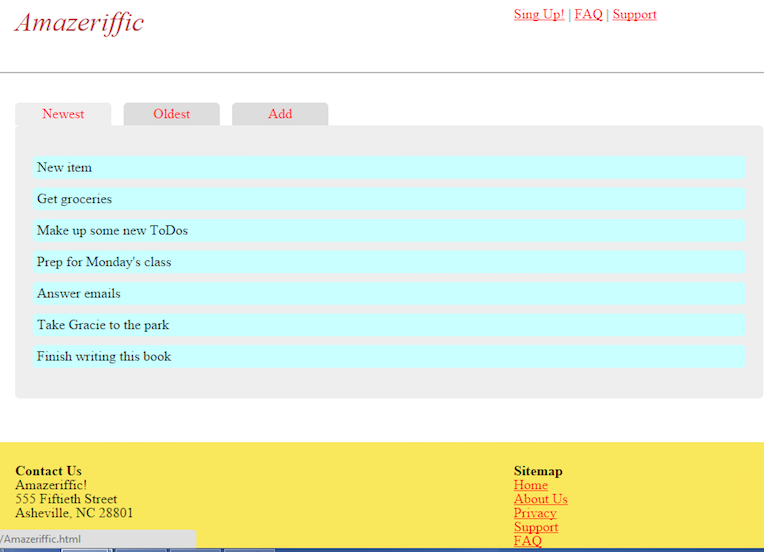 Amazeriffic
Sing Up! | FAQ | Support
Newest Oldest Add
New item
Get groceries
Make up some new ToDos
Prep for Monday's class
Answer emails
Take Gracie to the park
Finish writing this book
Contact Us
Amazeriffic!
555 Fiftieth Street
Asheville, NC 28801
Sitemap
Home
About Us
Privacy
Support
FAQ
/Amazeriffic.html